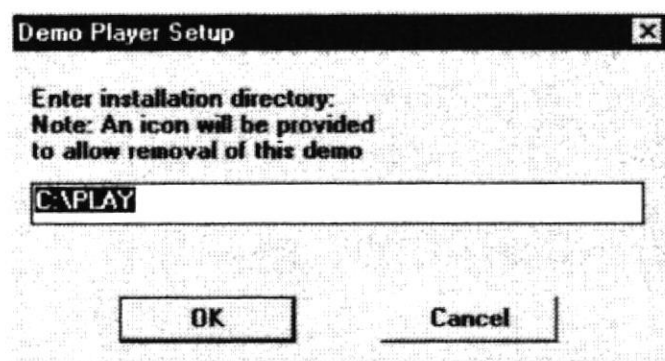 Demo Player Setup
Enter installation directory:
Note: An icon will be provided
to allow removal of this demo
C:\PLAY
OK
Cancel